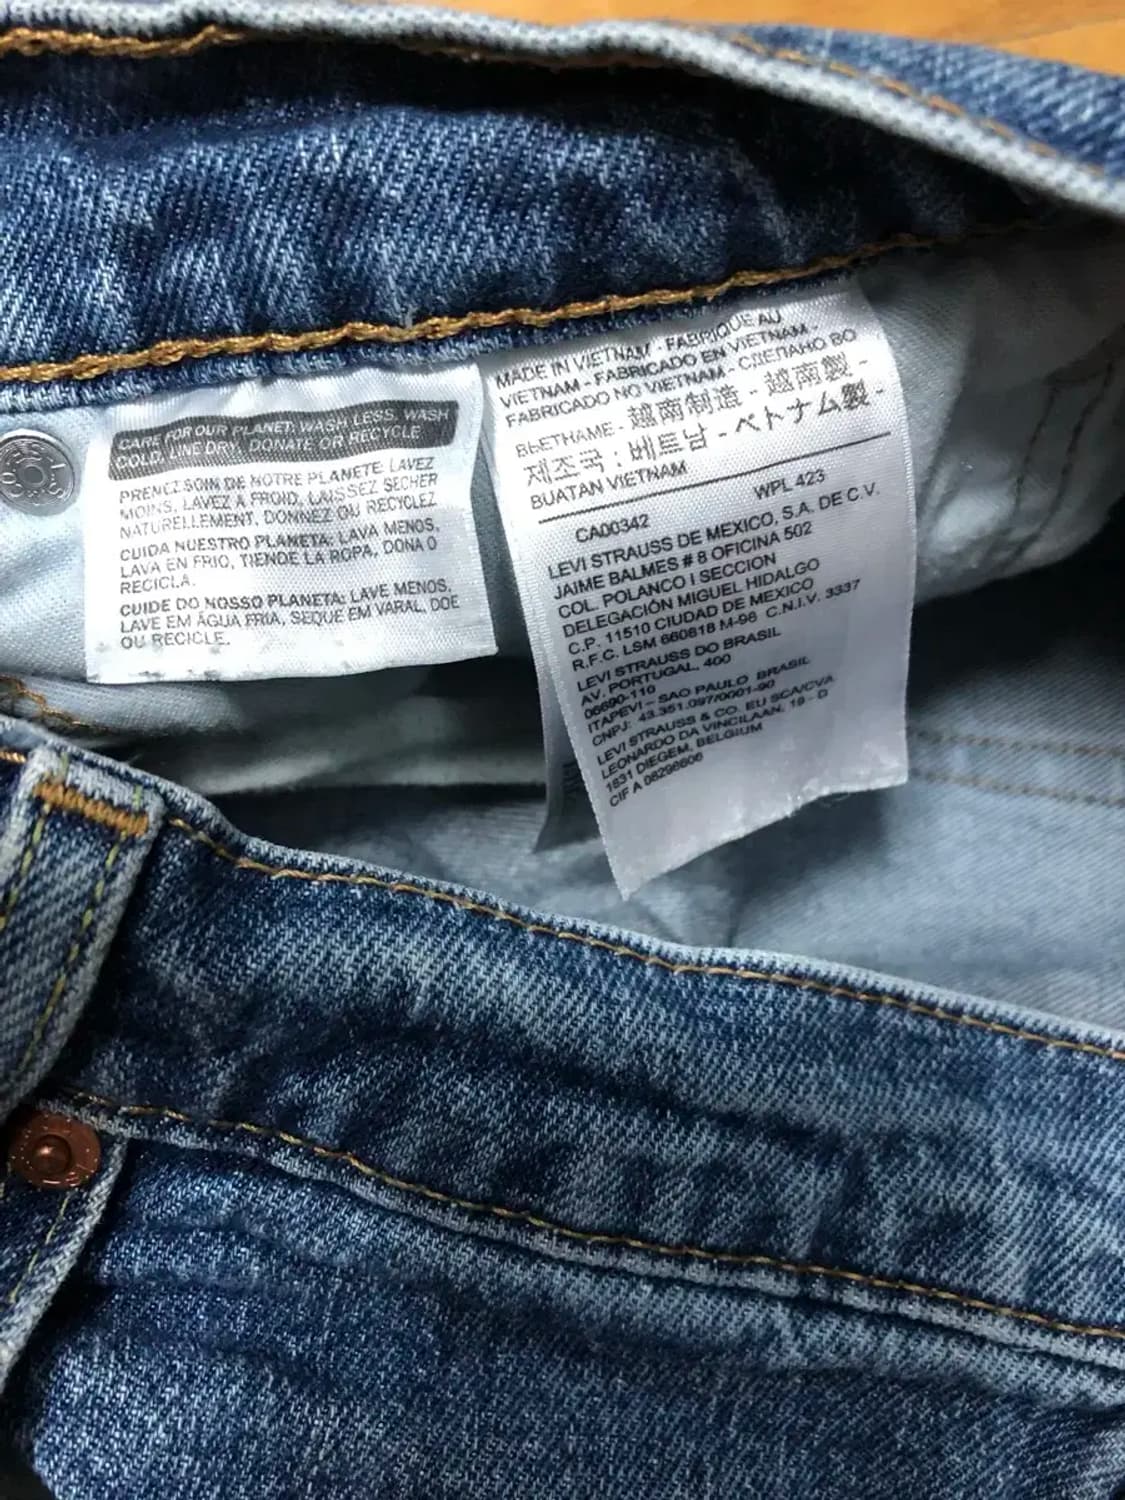 CARE FOR OUR PLANET: WASH LESS, WASH
COLD, LINE DRY, DONATE OR RECYCLE
PRENEZ SOIN DE NOTRE PLANETE: LAVEZ
MOINS, LAVEZ A FROID, LAISSEZ SECHER
NATURELLEMENT, DONNEZ OU RECYCLEZ
CUIDA NUESTRO PLANETA: LAVA MENOS,
LAVA EN FRIO, TIENDE LA ROPA, DONA O
RECICLA.
CUIDE DO NOSSO PLANETA: LAVE MENOS,
LAVE EM ÁGUA FRIA, SEQUE EM VARAL, DOE
OU RECICLE.
MADE IN VIETNAM - FABRIQUE AU
VIETNAM - FABRICADO EN VIETNAM -
FABRICADO NO VIETNAM - СДЕЛАНО ВО
ВЬЕТНАМЕ - 越南制造 - 越南製 -
제조국 : 베트남 - ベトナム製 -
BUATAN VIETNAM
WPL 423
CA00342
LEVI STRAUSS DE MEXICO, S.A. DE C.V.
JAIME BALMES # 8 OFICINA 502
COL. POLANCO I SECCION
DELEGACIÓN MIGUEL HIDALGO
C.P. 11510 CIUDAD DE MEXICO
R.F.C. LSM 660818 M-96 C.N.I.V. 3337
LEVI STRAUSS DO BRASIL
AV. PORTUGAL, 400
06690-110
ITAPEVI - SAO PAULO BRASIL
CNPJ: 43.351.097/0001-90
LEVI STRAUSS & CO. EU SCA/CVA
LEONARDO DA VINCILAAN, 19 - D
1831 DIEGEM, BELGIUM
CIF A 08298606